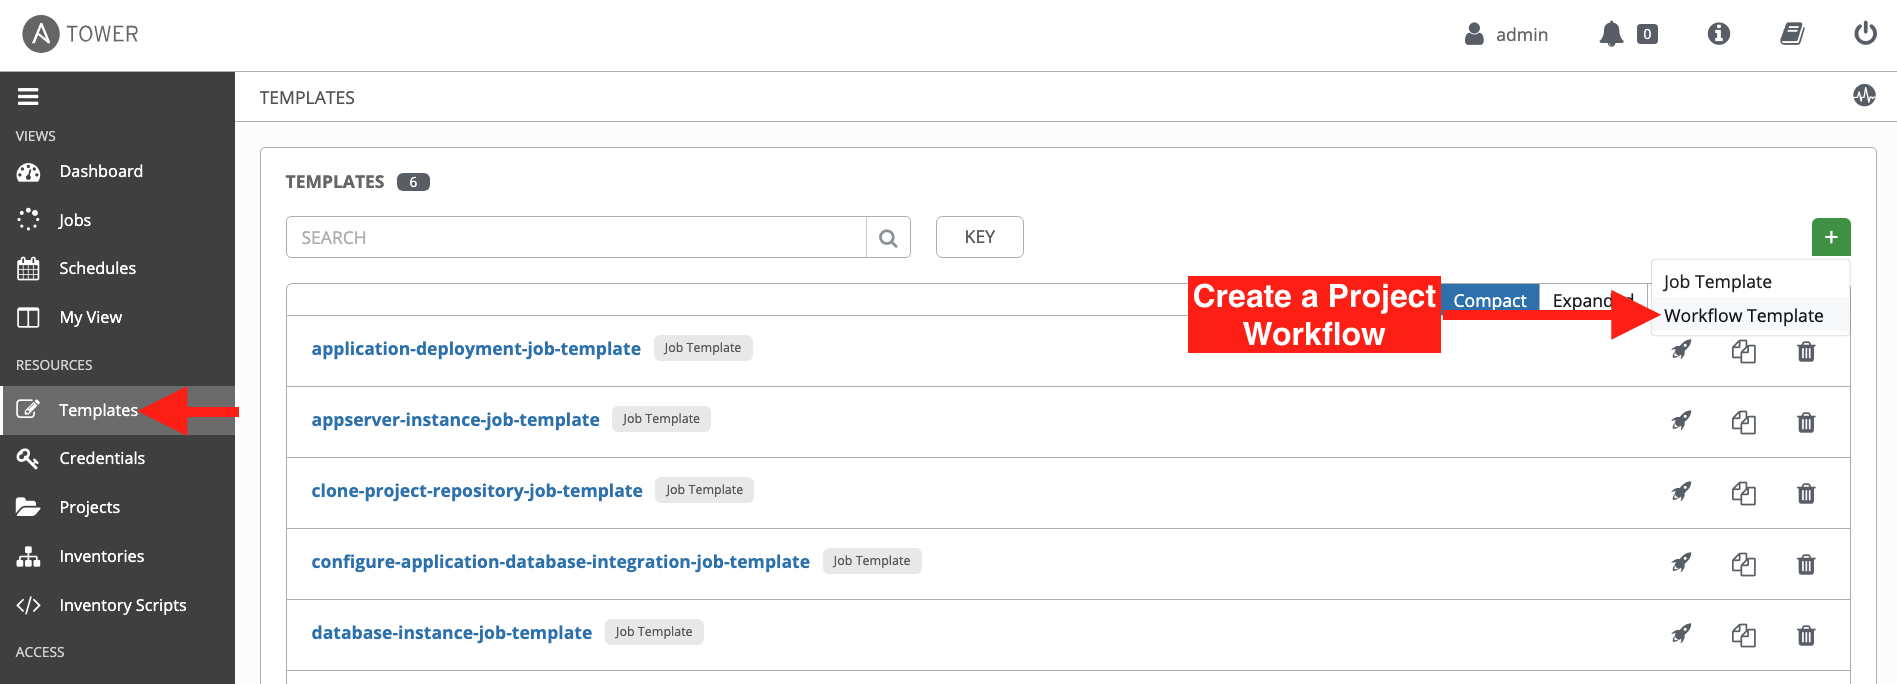 A TOWER
admin
0
TEMPLATES
VIEWS
Dashboard
Jobs
Schedules
My View
RESOURCES
Templates
Credentials
Projects
Inventories
Inventory Scripts
ACCESS
TEMPLATES 6
SEARCH
KEY
+
Job Template
Workflow Template
Create a Project
Workflow
Compact
Expanded
application-deployment-job-template Job Template
appserver-instance-job-template Job Template
clone-project-repository-job-template Job Template
configure-application-database-integration-job-template Job Template
database-instance-job-template Job Template